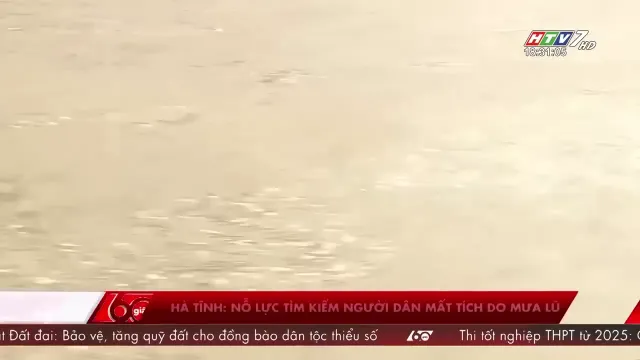 HTV7 HD
18:31:05
60 giây HÀ TĨNH: NỖ LỰC TÌM KIẾM NGƯỜI DÂN MẤT TÍCH DO MƯA LŨ
t Đất đai: Bảo vệ, tăng quỹ đất cho đồng bào dân tộc thiểu số 60 Thi tốt nghiệp THPT từ 2025: